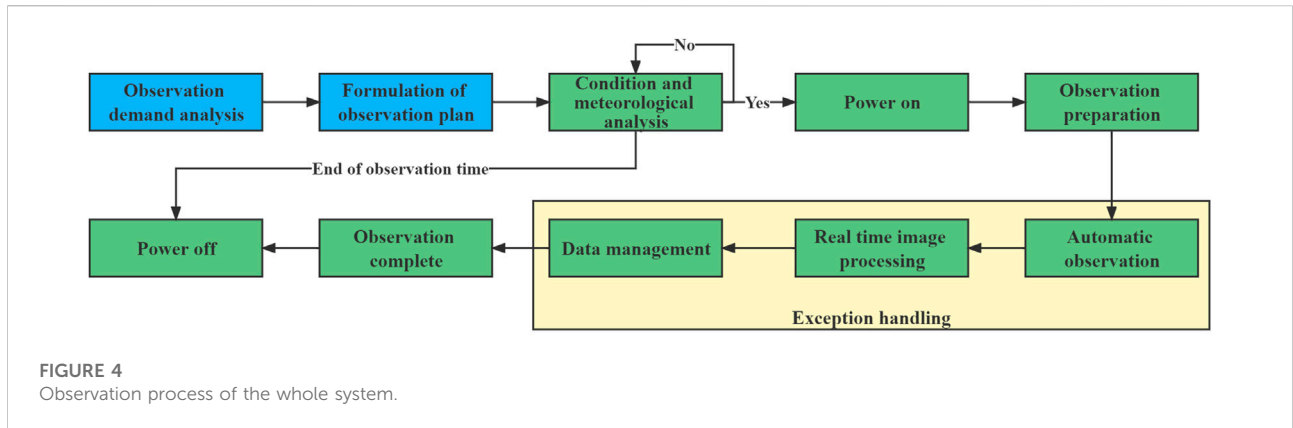 No
Observation
demand analysis
Formulation of
observation plan
Condition and
meteorological
analysis
Yes
Power on
Observation
preparation
End of observation time
Power off
Observation
complete
Data management
Real time image
processing
Automatic
observation
Exception handling
FIGURE 4
Observation process of the whole system.